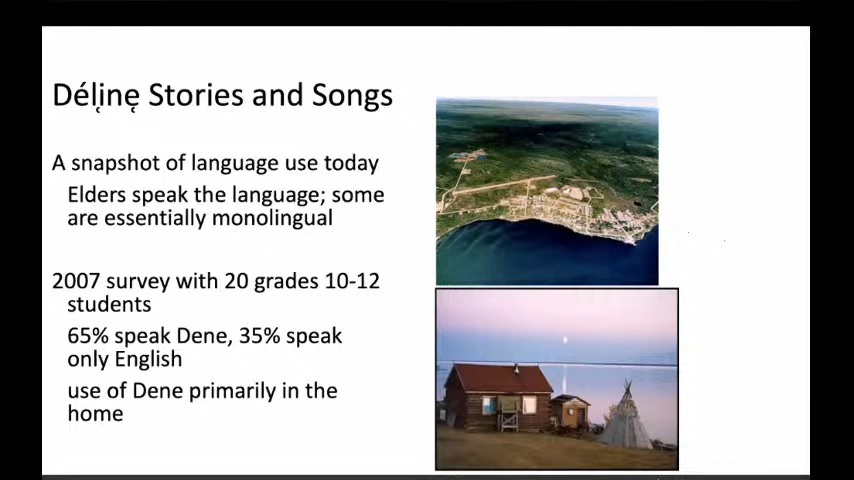 Délı̨nę Stories and Songs
A snapshot of language use today
Elders speak the language; some
are essentially monolingual
2007 survey with 20 grades 10-12
students
65% speak Dene, 35% speak
only English
use of Dene primarily in the
home